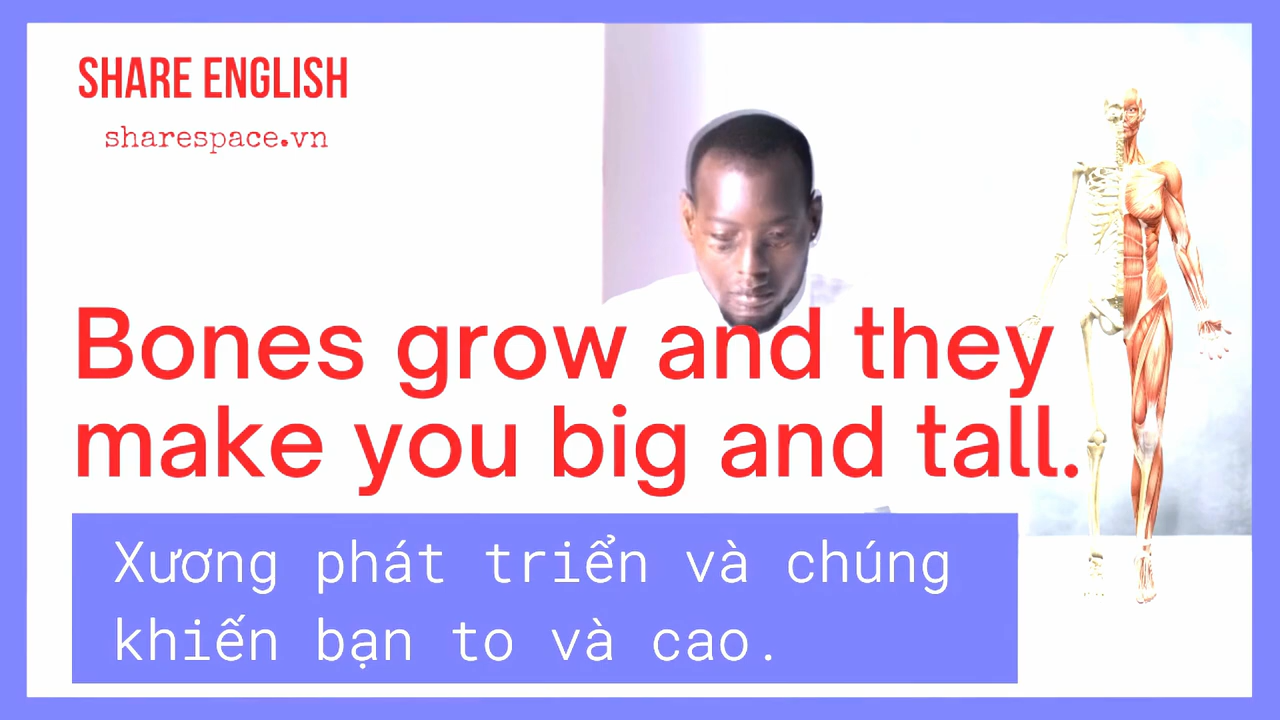 SHARE ENGLISH
sharespace.vn
Bones grow and they
make you big and tall.
Xương phát triển và chúng
khiến bạn to và cao.